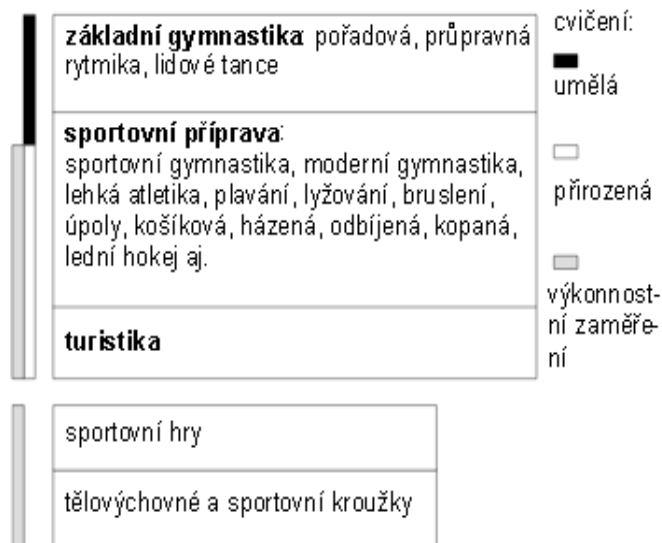 základní gymnastika: pořadová, průpravná
rytmika, lidové tance
sportovní příprava:
sportovní gymnastika, moderní gymnastika,
lehká atletika, plavání, lyžování, bruslení,
úpoly, košíková, házená, odbíjená, kopaná,
lední hokej aj.
turistika
sportovní hry
tělovýchovné a sportovní kroužky
cvičení:
umělá
přirozená
výkonnost-
ní zaměře-
ní